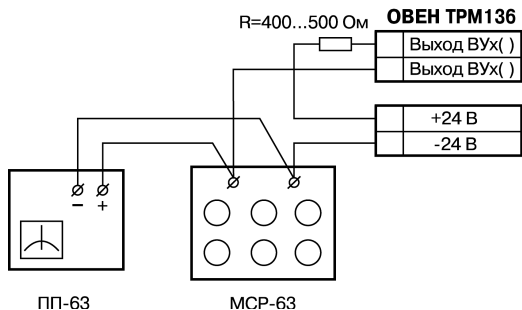 ОВЕН ТРМ136
R=400...500 Ом
Выход ВУх( )
Выход ВУх( )
+24 В
-24 В
− +
ПП-63
МСР-63